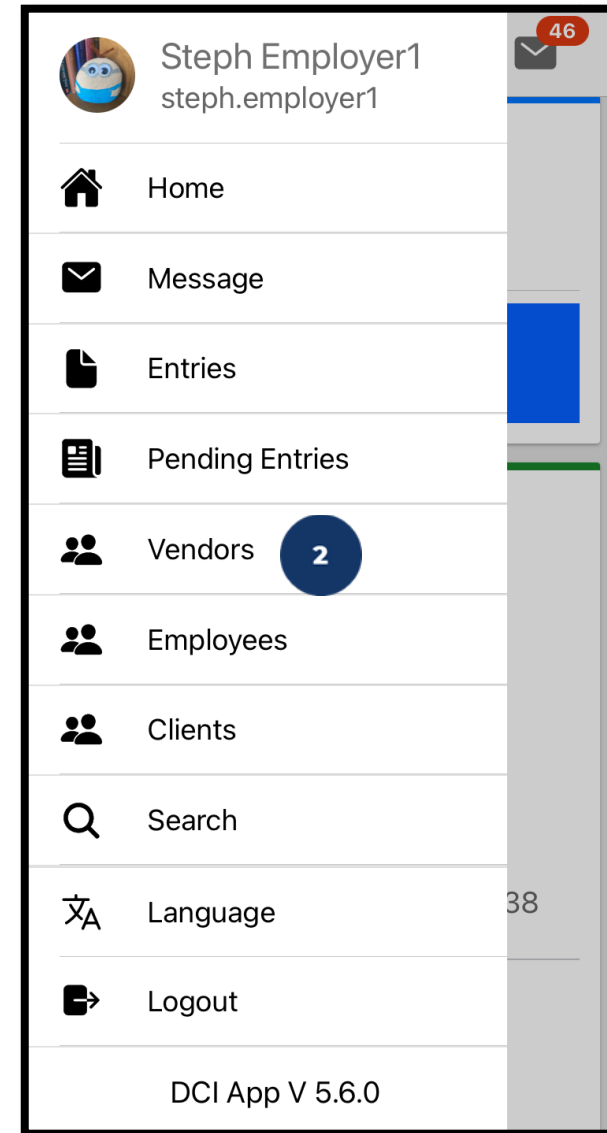 Steph Employer1
46
steph.employer1
Home
Message
Entries
Pending Entries
Vendors 2
Employees
Clients
Search
38
Language
Logout
DCI App V 5.6.0